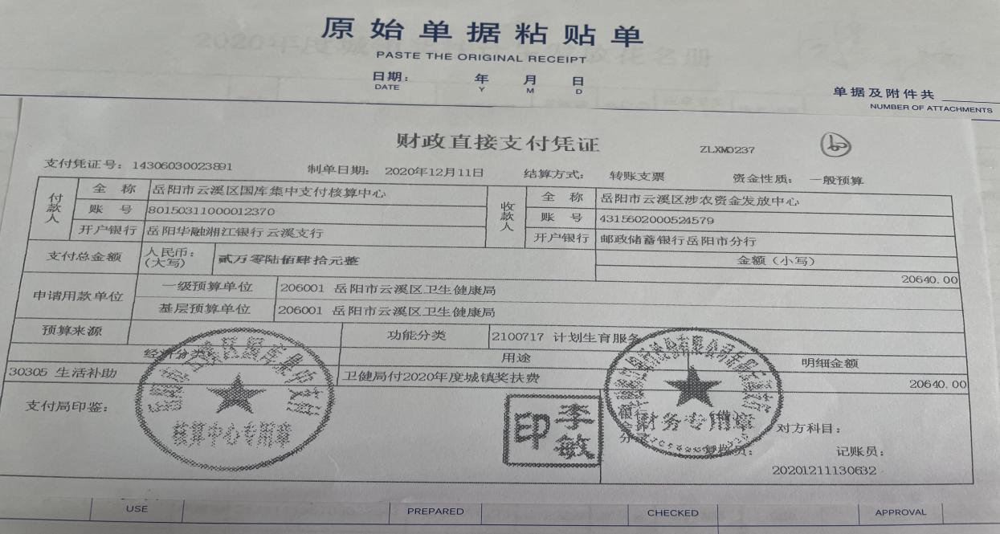 原始单据粘贴单
PASTE THE ORIGINAL RECEIPT
日期： 年 月 日
DATE Y M D
单据及附件共
NUMBER OF ATTACHMENTS
财政直接支付凭证
ZLXM0237
支付凭证号：14306030023891 制单日期： 2020年12月11日 结算方式： 转账支票 资金性质： 一般预算
付款人 全 称 岳阳市云溪区国库集中支付核算中心 收款人 全 称 岳阳市云溪区涉农资金发放中心
账 号 80150311000012370 账 号 4315602000524579
开户银行 岳阳华融湘江银行云溪支行 开户银行 邮政储蓄银行岳阳市分行
支付总金额 人民币：（大写） 贰万零陆佰肆拾元整 金额（小写）
20640.00
申请用款单位 一级预算单位 206001 岳阳市云溪区卫生健康局
基层预算单位 206001 岳阳市云溪区卫生健康局
预算来源 功能分类 2100717 计划生育服务
经济分类 用途 明细金额
30305 生活补助 卫健局付2020年度城镇奖扶费 20640.00
支付局印鉴：
核算中心专用章
李敏印
财务专用章
对方科目：
记账员：
20201211130632
USE PREPARED CHECKED APPROVAL